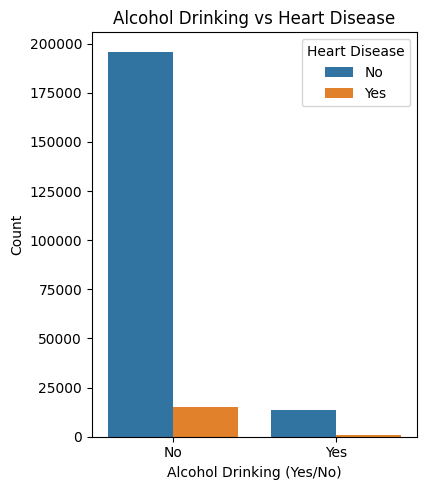 Alcohol Drinking vs Heart Disease
Heart Disease
No
Yes
200000
175000
150000
125000
100000
75000
50000
25000
0
Count
No
Yes
Alcohol Drinking (Yes/No)